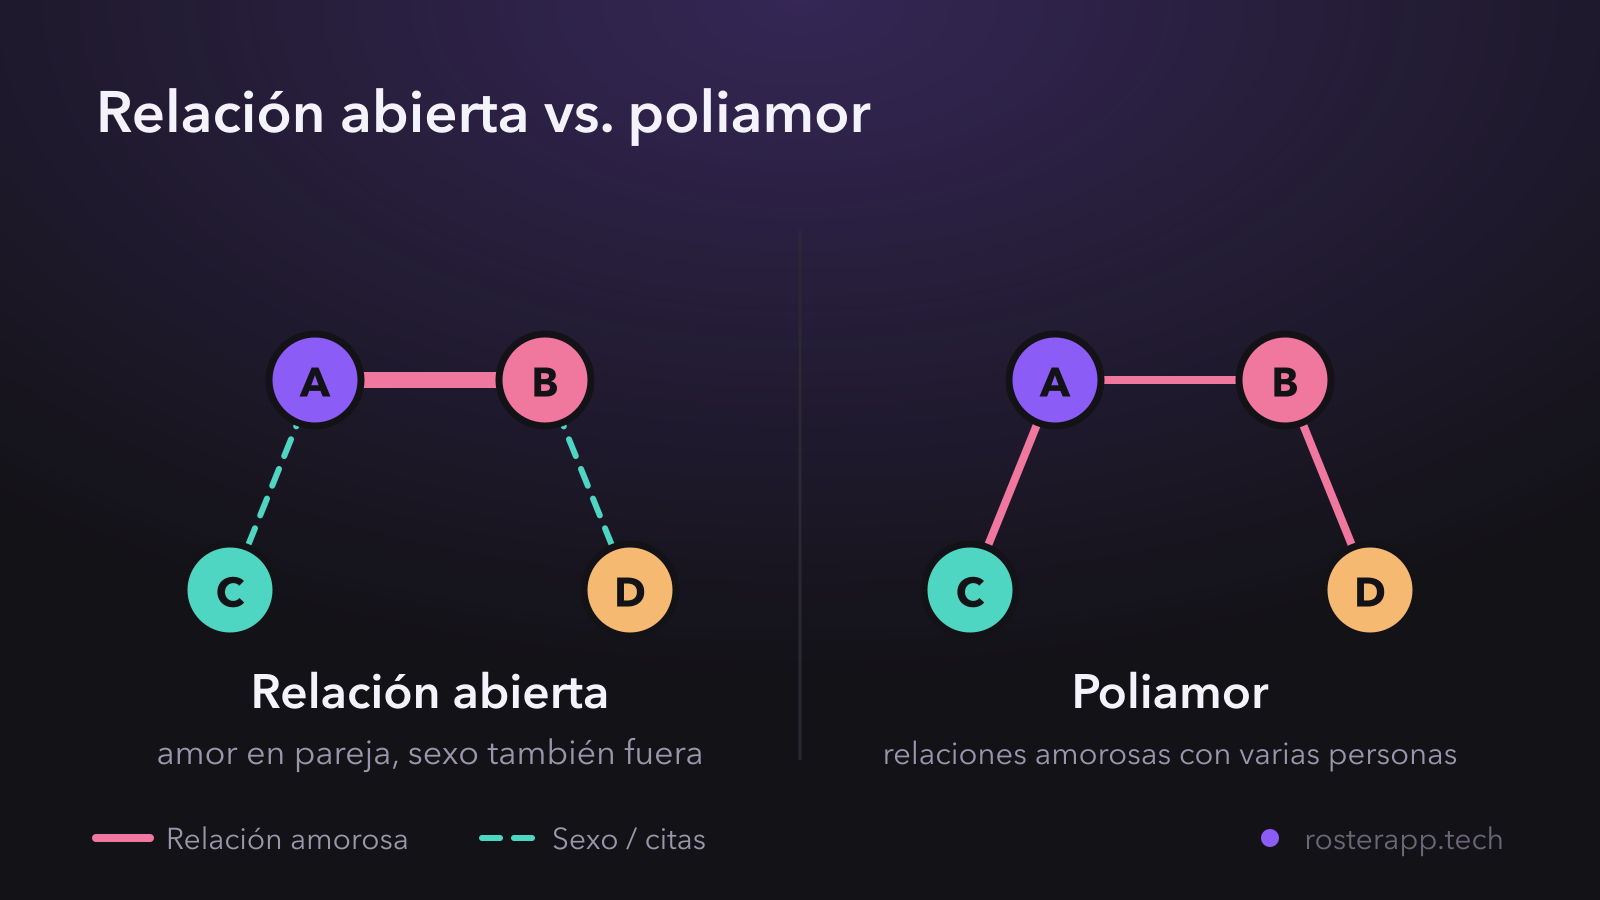 Relación abierta vs. poliamor
A
B
C
D
Relación abierta
amor en pareja, sexo también fuera
A
B
C
D
Poliamor
relaciones amorosas con varias personas
Relación amorosa
Sexo / citas
rosterapp.tech